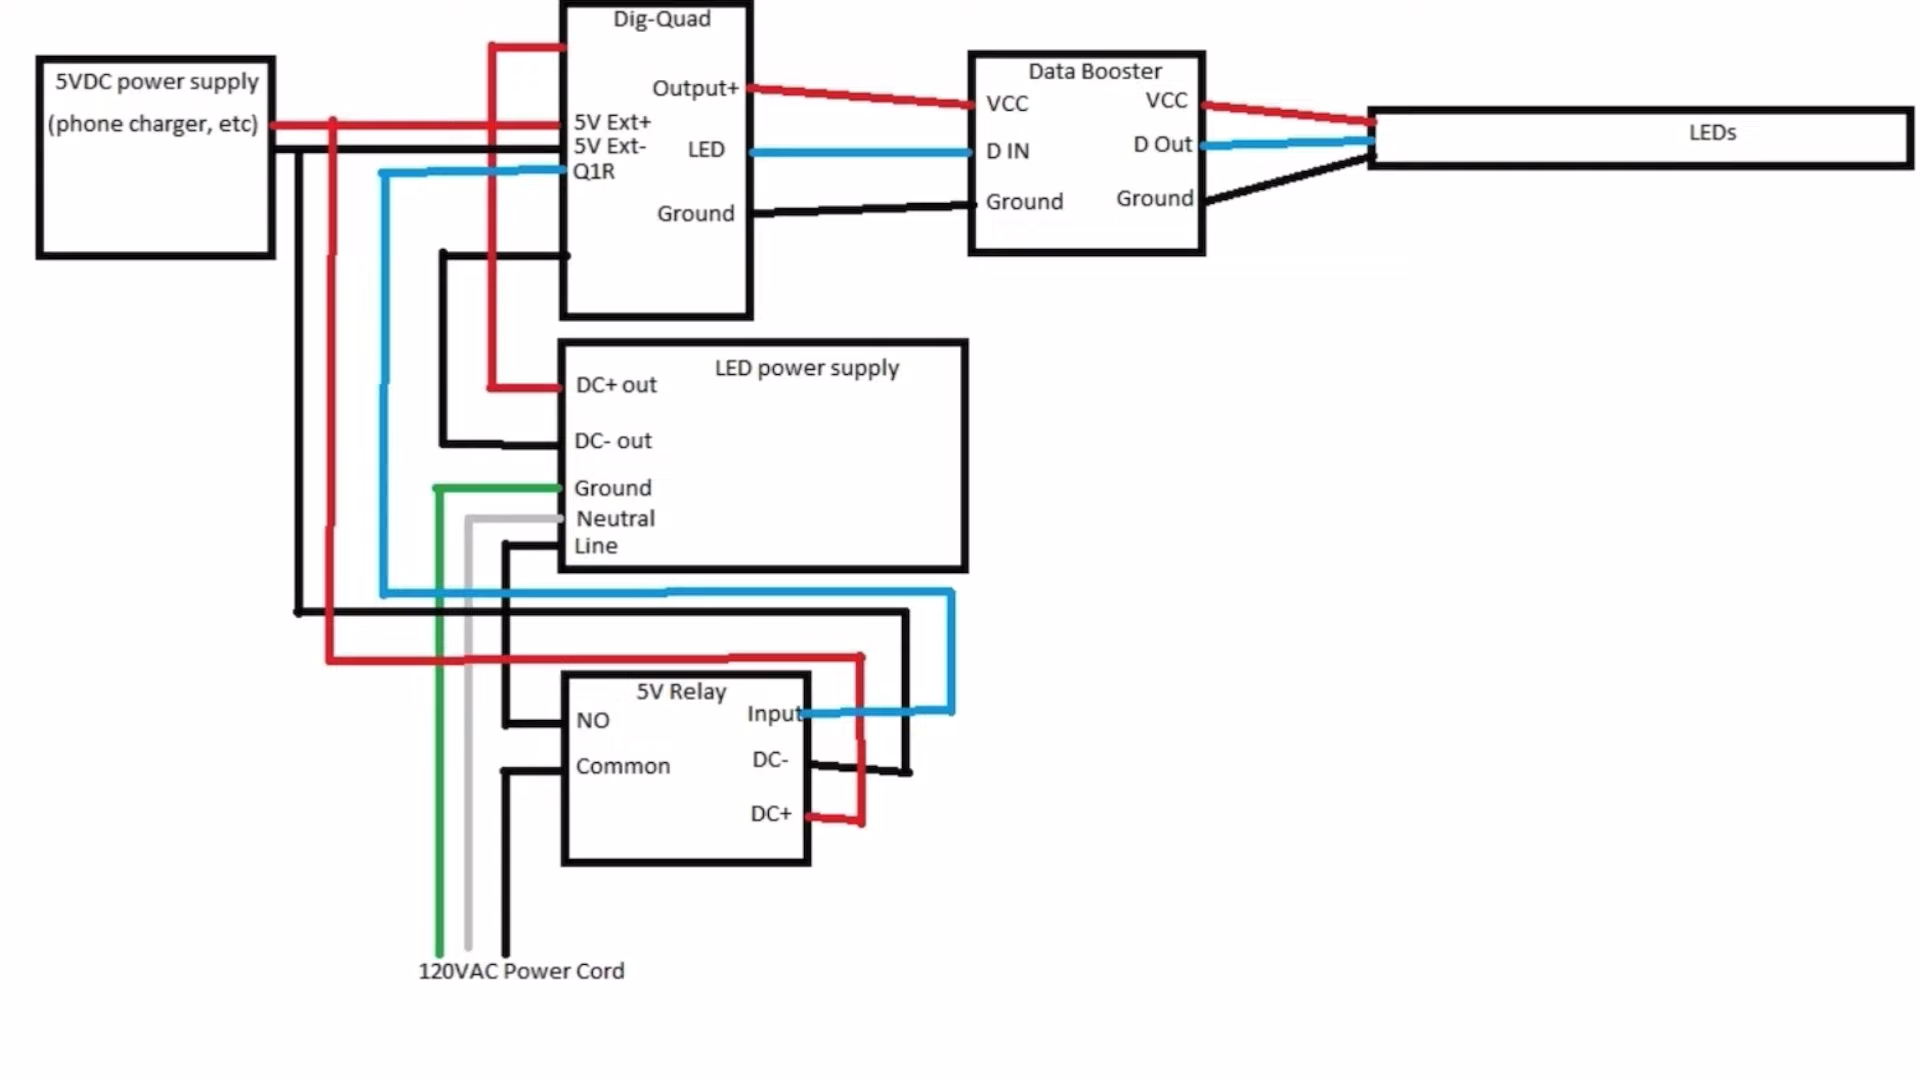 Dig-Quad
5VDC power supply
(phone charger, etc)
Output+
5V Ext+
5V Ext-
LED
Q1R
Ground
Data Booster
VCC
VCC
D IN
D Out
Ground
Ground
LEDs
LED power supply
DC+ out
DC- out
Ground
Neutral
Line
5V Relay
NO
Input
Common
DC-
DC+
120VAC Power Cord